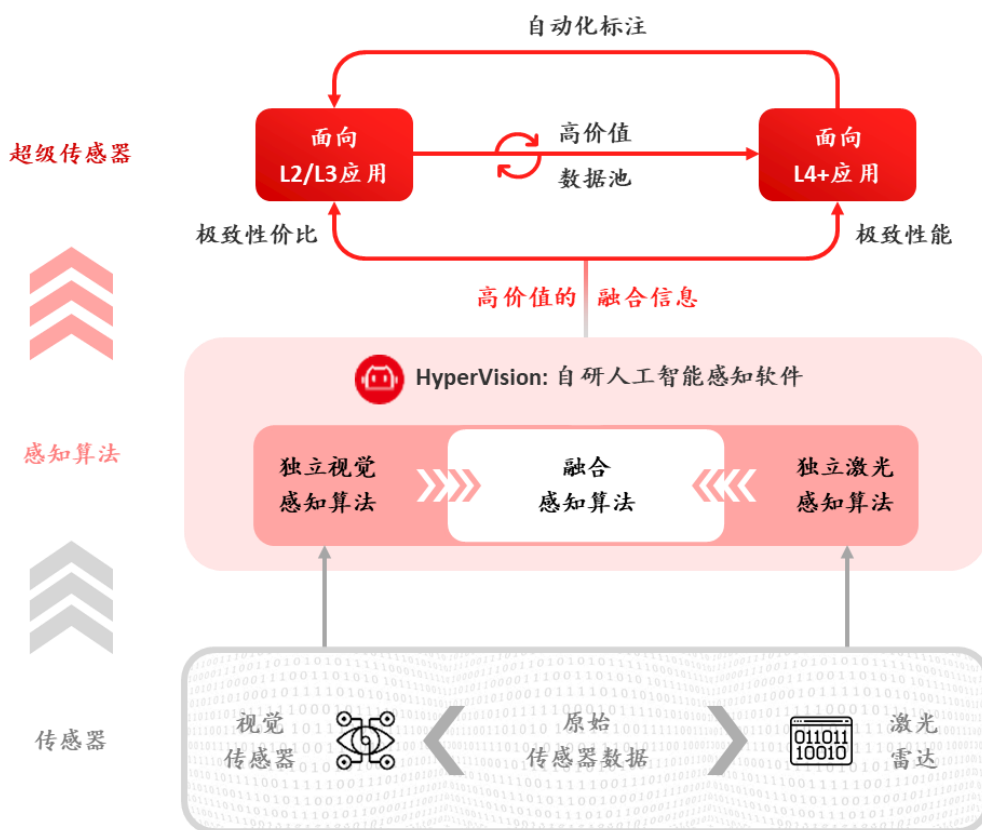 自动化标注
超级传感器
面向
L2/L3应用
高价值
数据池
面向
L4+应用
极致性价比
极致性能
高价值的 融合信息
HyperVision: 自研人工智能感知软件
感知算法
独立视觉
感知算法
融合
感知算法
独立激光
感知算法
传感器
视觉
传感器
原始
传感器数据
011011
10010
激光
雷达